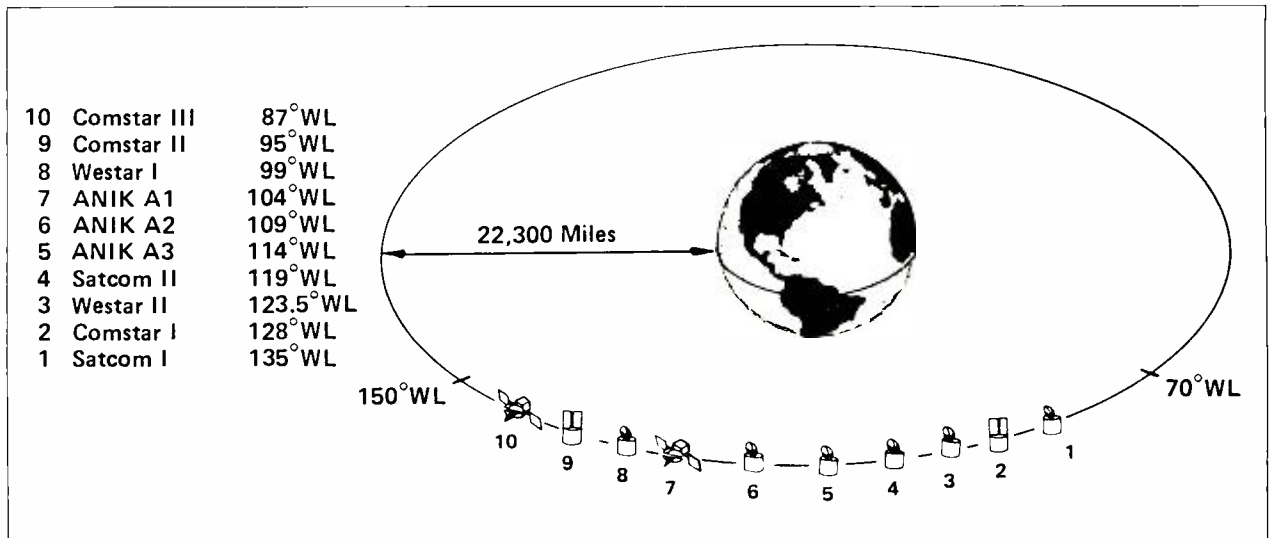 10 Comstar III 87°WL
9 Comstar II 95°WL
8 Westar I 99°WL
7 ANIK A1 104°WL
6 ANIK A2 109°WL
5 ANIK A3 114°WL
4 Satcom II 119°WL
3 Westar II 123.5°WL
2 Comstar I 128°WL
1 Satcom I 135°WL
22,300 Miles
150°WL
70°WL
10 9 8 7 6 5 4 3 2 1